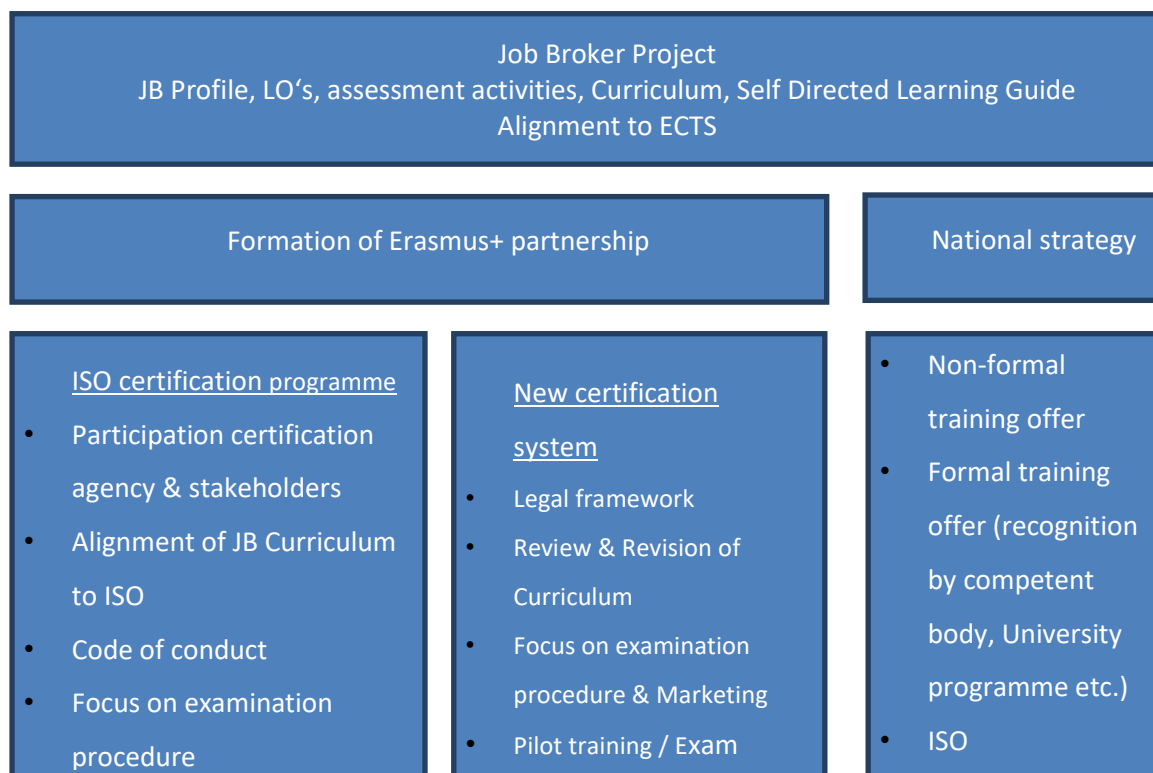 Job Broker Project
JB Profile, LO‘s, assessment activities, Curriculum, Self Directed Learning Guide
Alignment to ECTS
Formation of Erasmus+ partnership
National strategy
ISO certification programme
• Participation certification
agency & stakeholders
• Alignment of JB Curriculum
to ISO
• Code of conduct
• Focus on examination
procedure
New certification
system
• Legal framework
• Review & Revision of
Curriculum
• Focus on examination
procedure & Marketing
• Pilot training / Exam
• Non-formal
training offer
• Formal training
offer (recognition
by competent
body, University
programme etc.)
• ISO